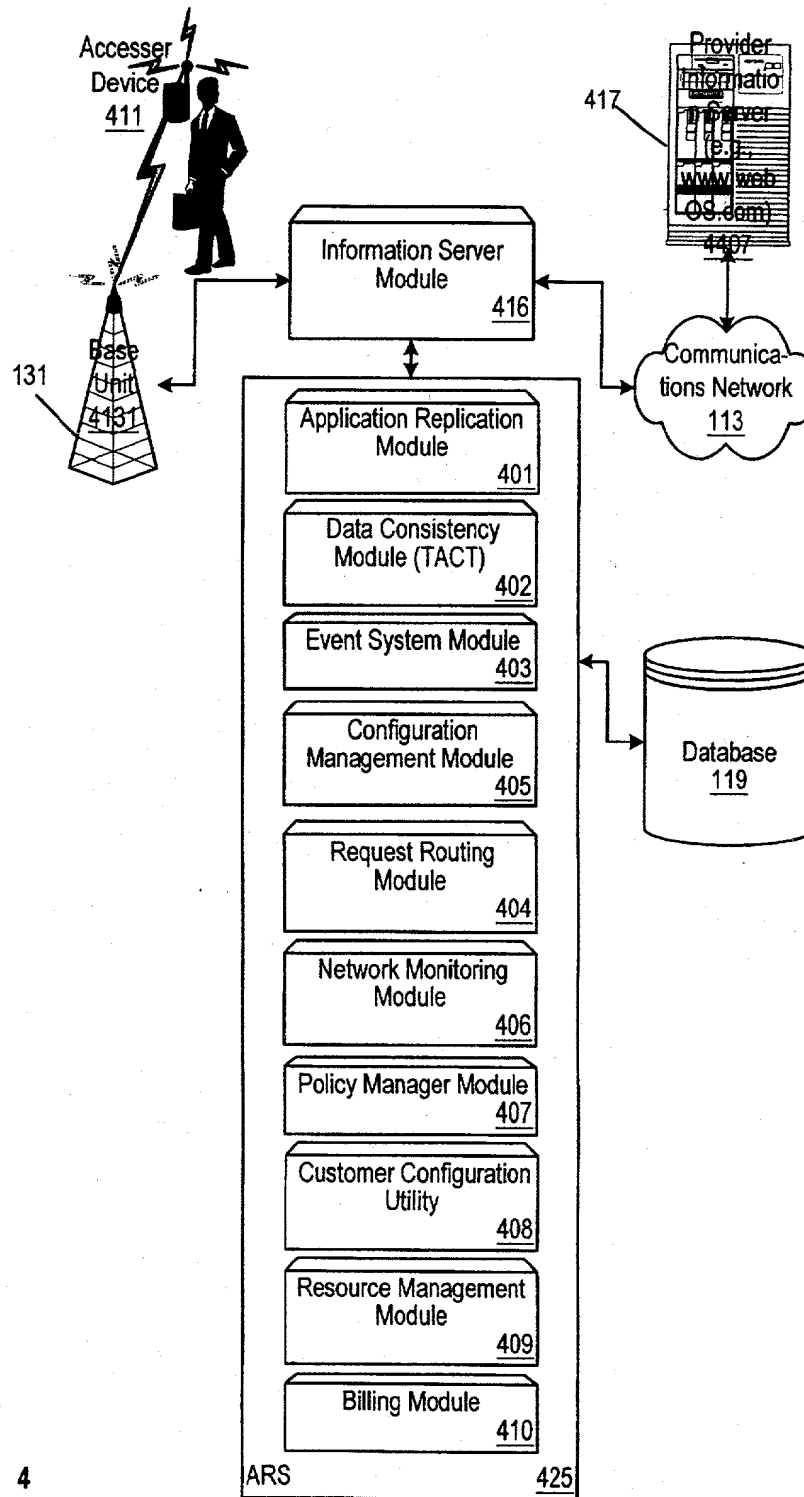 Accesser
Device
411
Provider
Informatio
n Server
(e.g.,
www.web
OS.com)
4407
417
Information Server
Module
416
Base
Unit
4131
131
Communica-
tions Network
113
Application Replication
Module
401
Data Consistency
Module (TACT)
402
Event System Module
403
Configuration
Management Module
405
Database
119
Request Routing
Module
404
Network Monitoring
Module
406
Policy Manager Module
407
Customer Configuration
Utility
408
Resource Management
Module
409
Billing Module
410
4
ARS
425